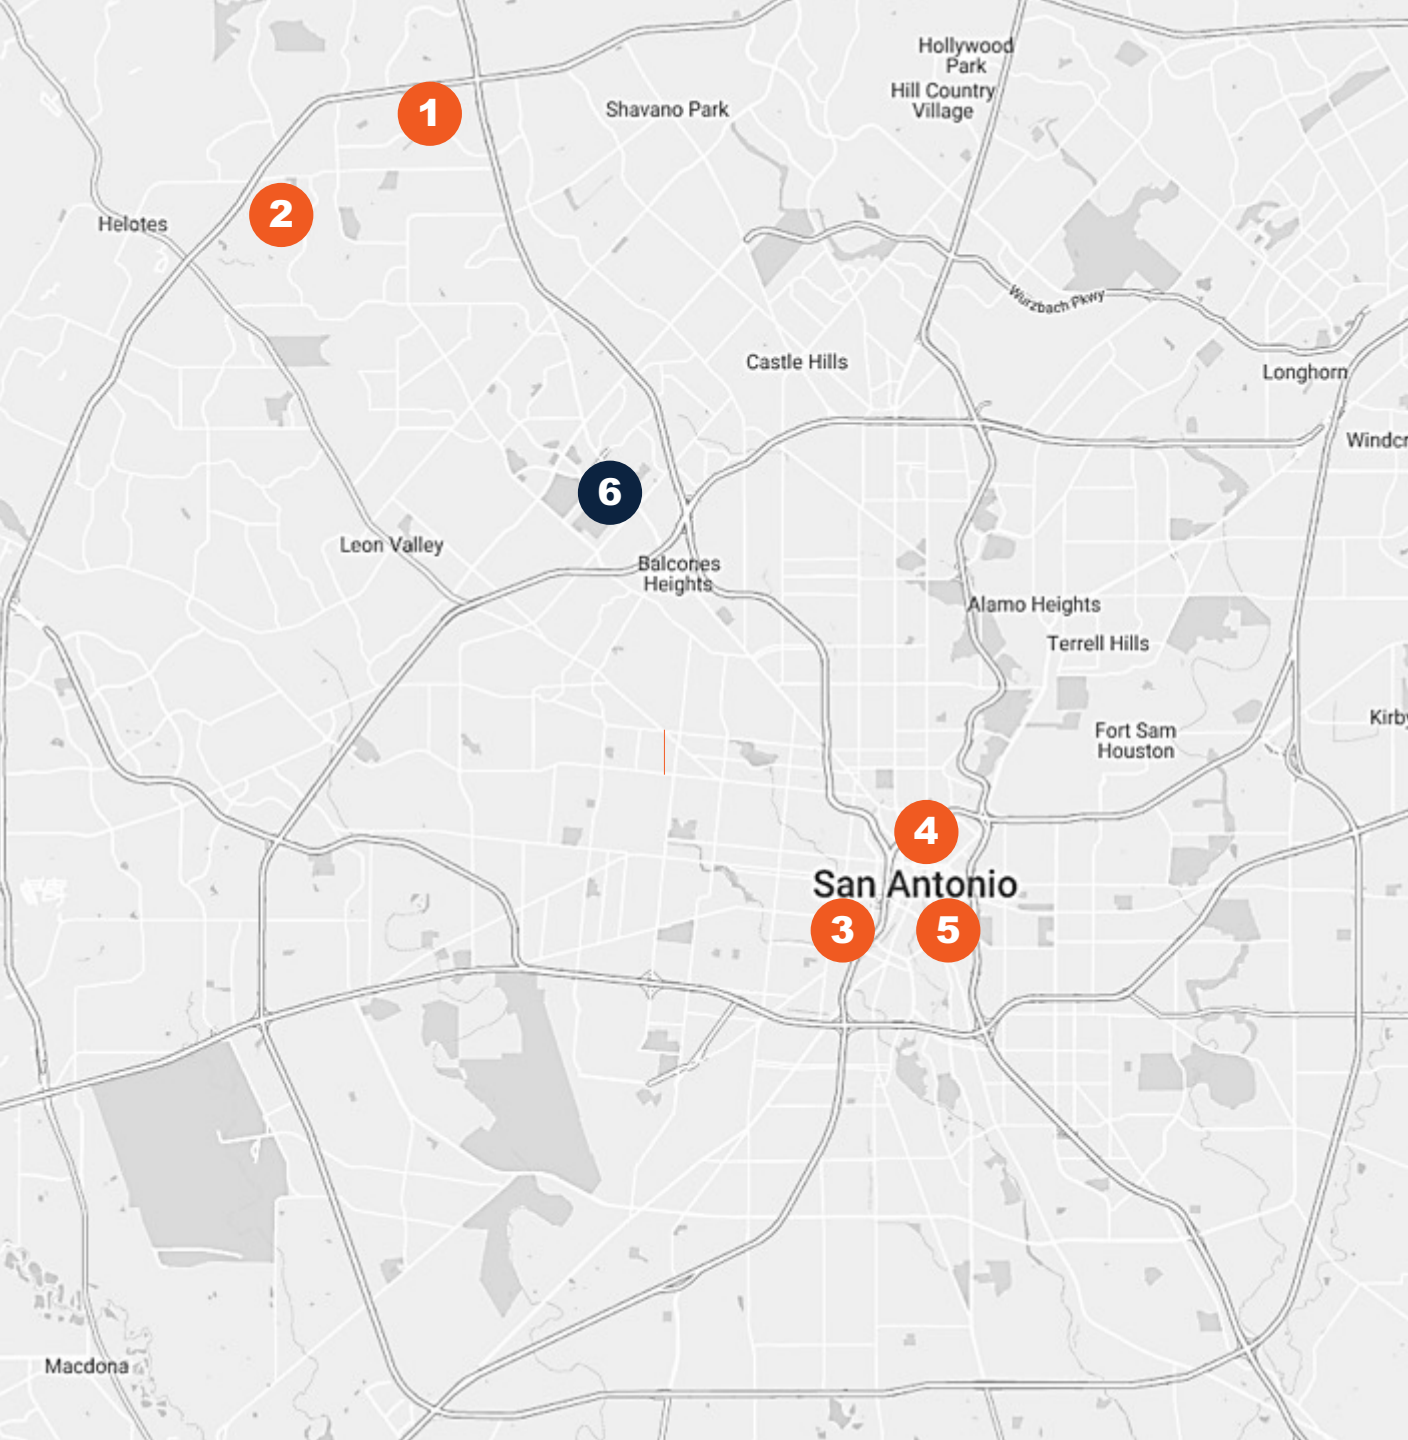 Hollywood
Park
Hill Country
Village
Shavano Park
1
2
Helotes
Wurzbach Pkwy
Castle Hills
Longhorn
Windcr
6
Leon Valley
Balcones
Heights
Alamo Heights
Terrell Hills
Kirby
Fort Sam
Houston
4
San Antonio
3
5
Macdona